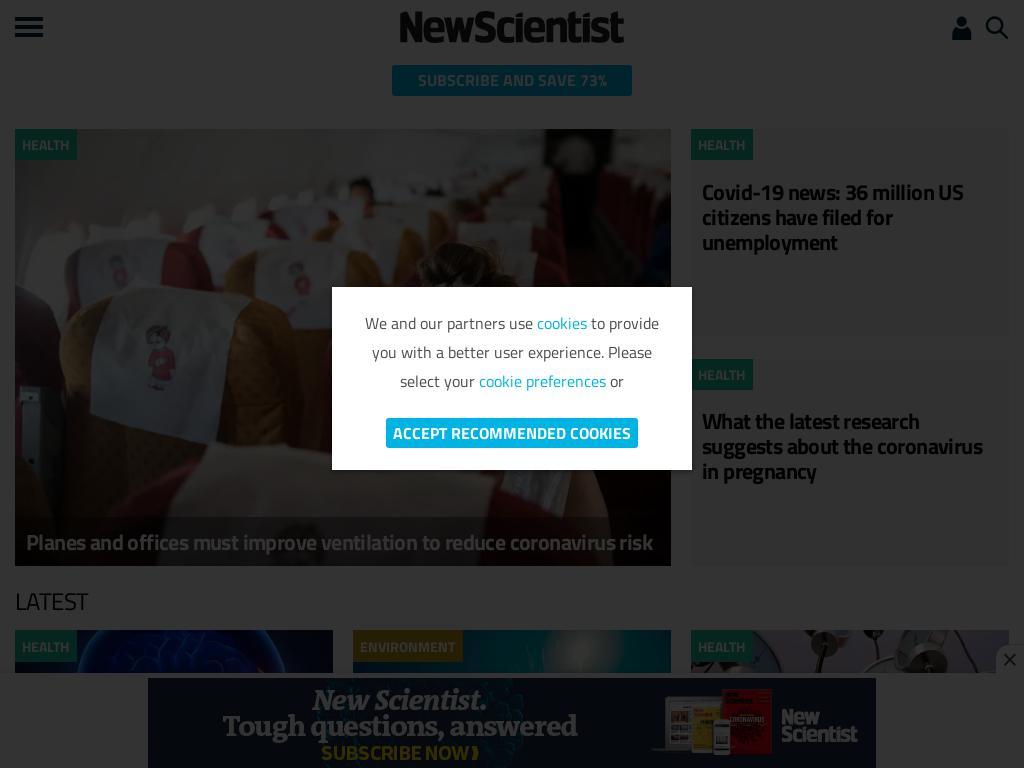 NewScientist
SUBSCRIBE AND SAVE 73%
HEALTH
Planes and offices must improve ventilation to reduce coronavirus risk
HEALTH
Covid-19 news: 36 million US
citizens have filed for
unemployment
HEALTH
What the latest research
suggests about the coronavirus
in pregnancy
We and our partners use cookies to provide
you with a better user experience. Please
select your cookie preferences or
ACCEPT RECOMMENDED COOKIES
LATEST
HEALTH
ENVIRONMENT
HEALTH
New Scientist.
Tough questions, answered
SUBSCRIBE NOW
New
Scientist